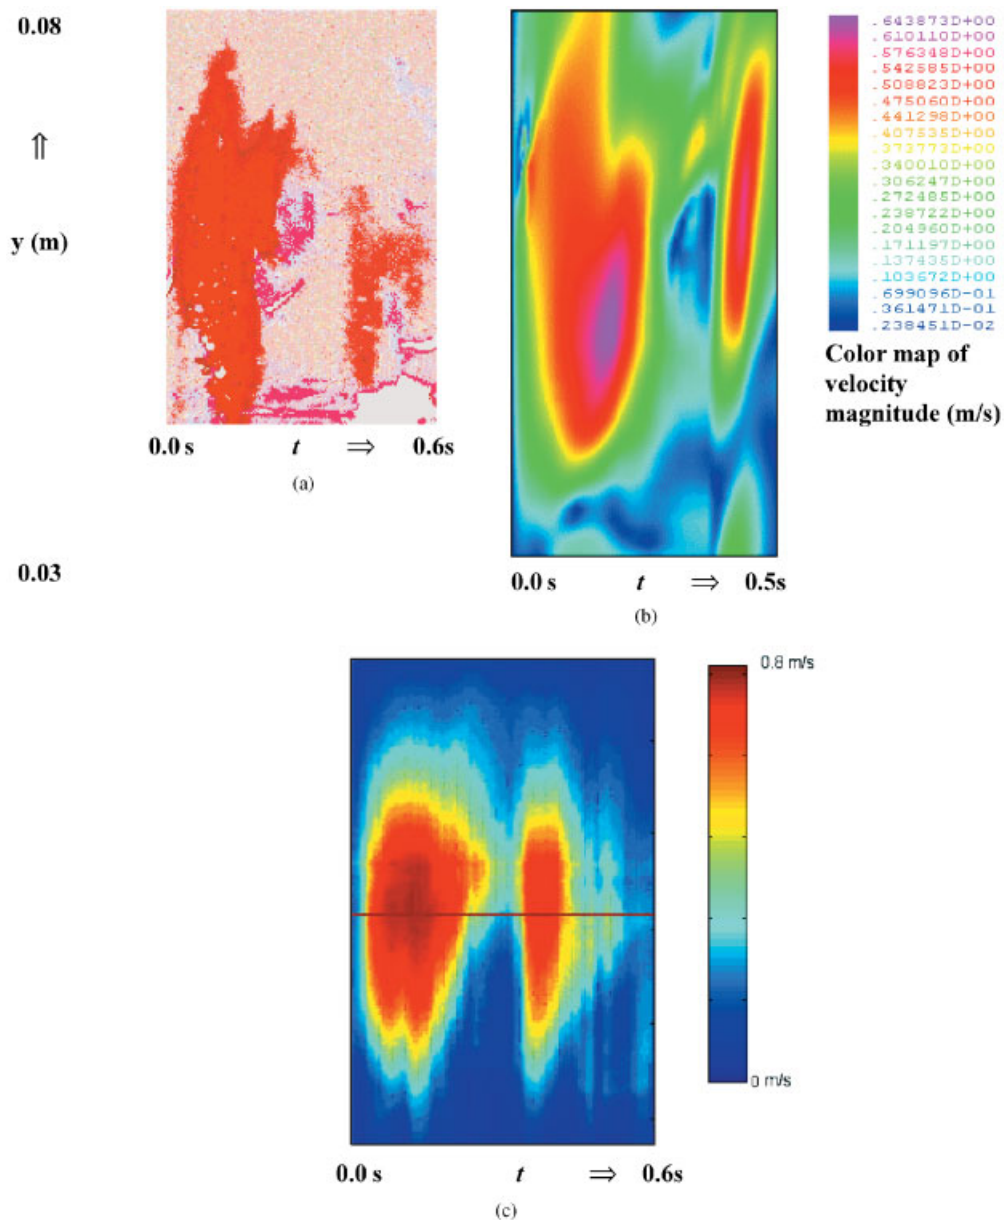 0.08
⇑
y (m)
0.03
0.0 s t ⇒ 0.6s
(a)
0.0 s t ⇒ 0.5s
(b)
.643873D+00
.610110D+00
.576348D+00
.542585D+00
.508823D+00
.475060D+00
.441298D+00
.407535D+00
.373773D+00
.340010D+00
.306247D+00
.272485D+00
.238722D+00
.204960D+00
.171197D+00
.137435D+00
.103672D+00
.699096D-01
.361471D-01
.238451D-02
Color map of
velocity
magnitude (m/s)
0.8 m/s
0 m/s
0.0 s t ⇒ 0.6s
(c)